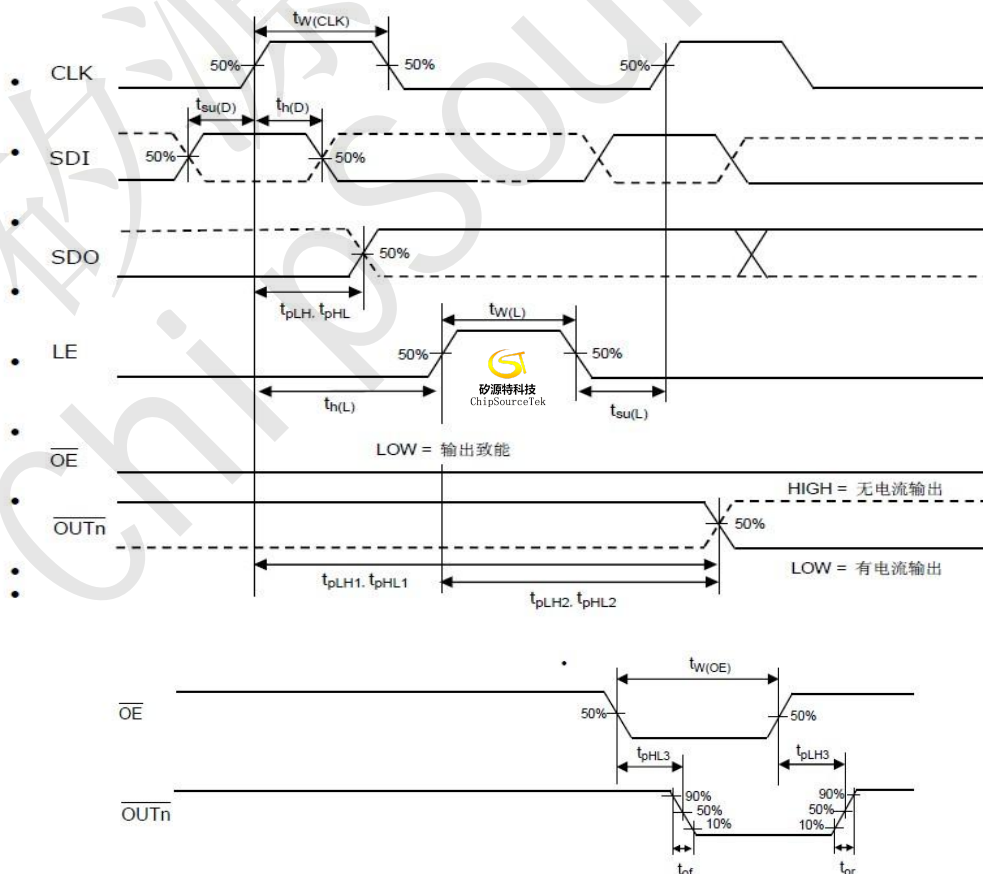 tW(CLK)
50%
50%
50%
CLK
tsu(D)
th(D)
SDI
50%
50%
SDO
50%
tpLH. tpHL
tW(L)
LE
50%
50%
矽源特科技
ChipSourceTek
th(L)
tsu(L)
LOW = 输出致能
OE
HIGH = 无电流输出
OUTn
50%
LOW = 有电流输出
tpLH1. tpHL1
tpLH2. tpHL2
tW(OE)
OE
50%
50%
tpHL3
tpLH3
OUTn
90%
50%
10%
90%
50%
10%
tof
tor
矽源
ChipSour